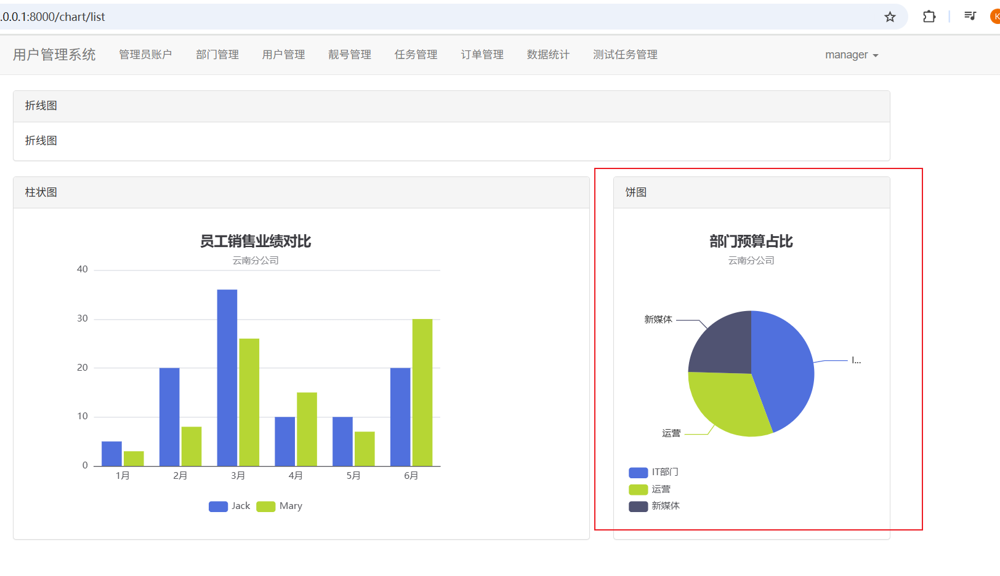 .0.0.1:8000/chart/list
K
用户管理系统 管理员账户 部门管理 用户管理 靓号管理 任务管理 订单管理 数据统计 测试任务管理 manager
折线图
折线图
柱状图
员工销售业绩对比
云南分公司
40
30
20
10
0
1月 2月 3月 4月 5月 6月
Jack Mary
饼图
部门预算占比
云南分公司
新媒体
I...
运营
IT部门
运营
新媒体